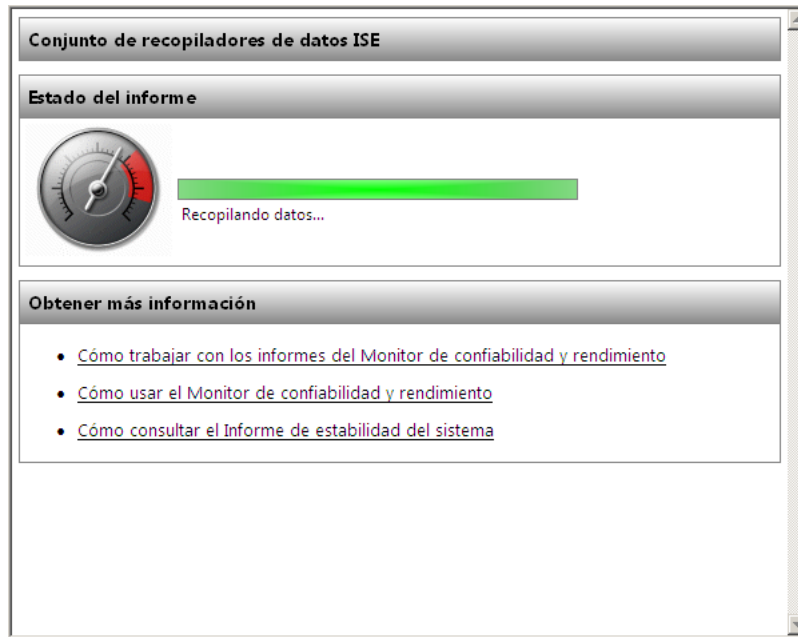 Conjunto de recopiladores de datos ISE
Estado del informe
Recopilando datos...
Obtener más información
Cómo trabajar con los informes del Monitor de confiabilidad y rendimiento
Cómo usar el Monitor de confiabilidad y rendimiento
Cómo consultar el Informe de estabilidad del sistema